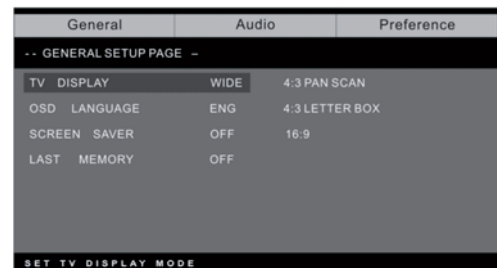 General Audio Preference
-- GENERAL SETUP PAGE –
TV DISPLAY WIDE 4:3 PAN SCAN
OSD LANGUAGE ENG 4:3 LETTER BOX
SCREEN SAVER OFF 16:9
LAST MEMORY OFF
SET TV DISPLAY MODE